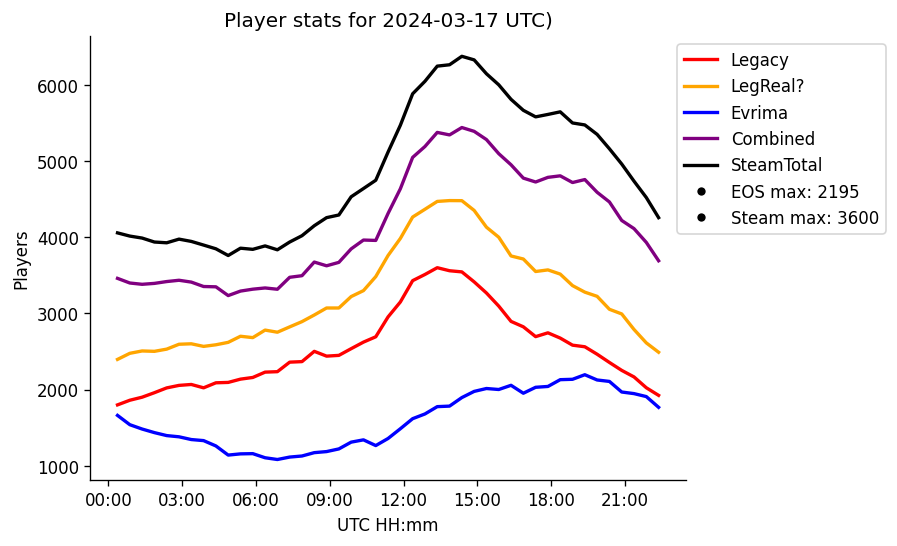 Player stats for 2024-03-17 UTC)
Legacy
LegReal?
Evrima
Combined
SteamTotal
EOS max: 2195
Steam max: 3600
Players
6000
5000
4000
3000
2000
1000
00:00 03:00 06:00 09:00 12:00 15:00 18:00 21:00
UTC HH:mm